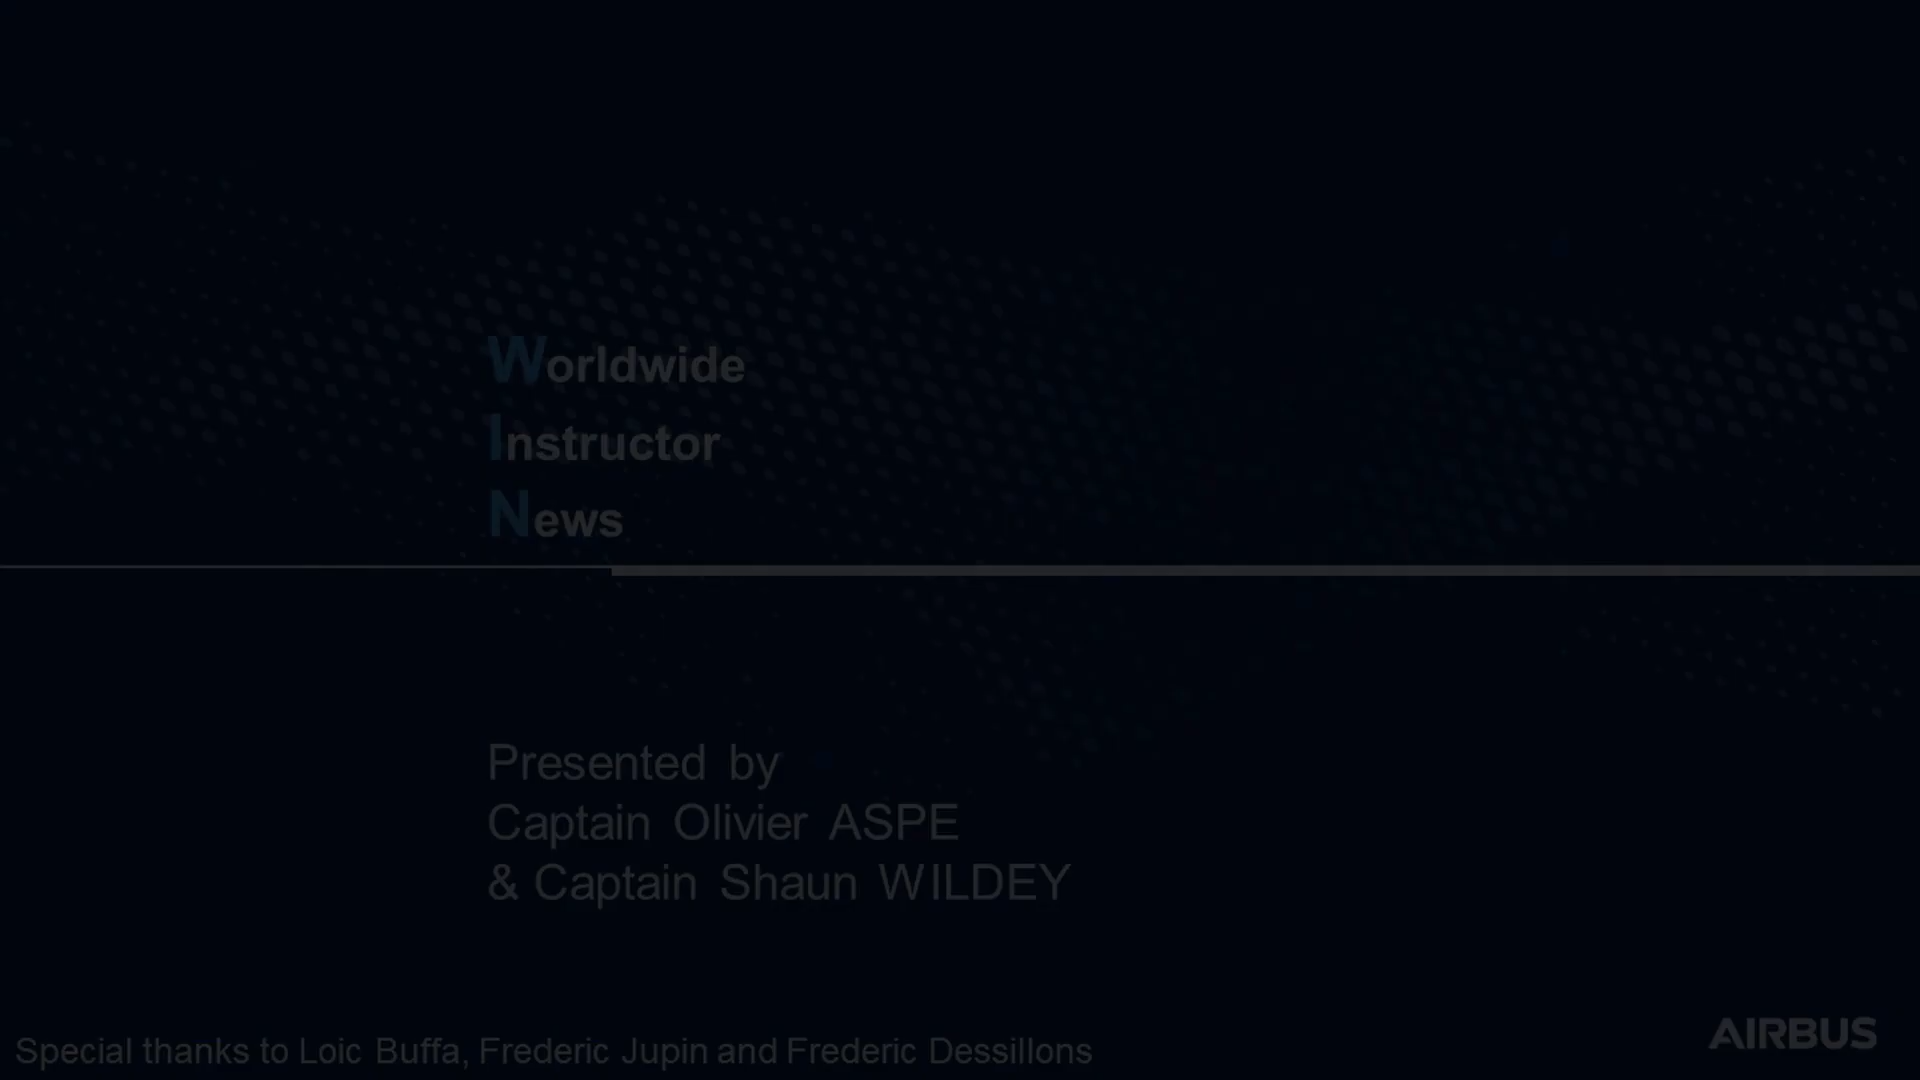 Worldwide
Instructor
News
Presented by
Captain Olivier ASPE
& Captain Shaun WILDEY
Special thanks to Loic Buffa, Frederic Jupin and Frederic Dessillons
AIRBUS